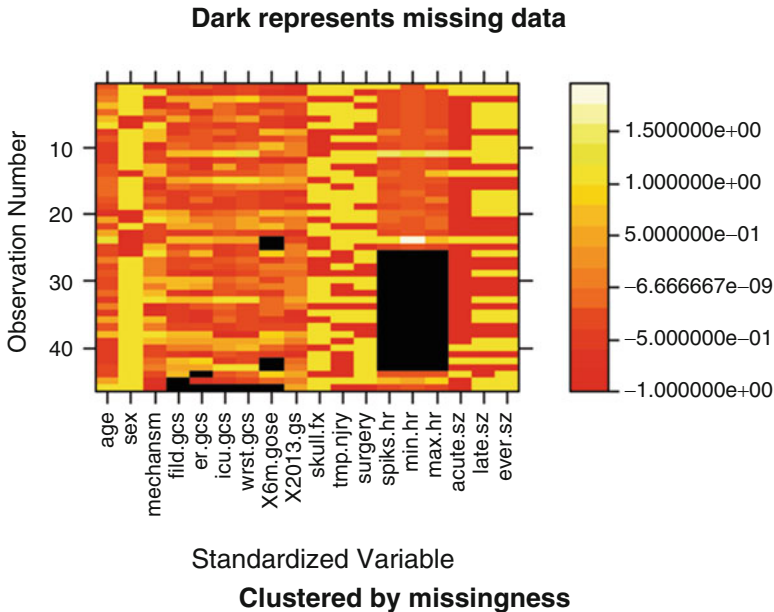 Dark represents missing data
Observation Number
10
20
30
40
1.500000e+00
1.000000e+00
5.000000e−01
−6.666667e−09
−5.000000e−01
−1.000000e+00
age
sex
mechansm
fild.gcs
er.gcs
icu.gcs
wrst.gcs
X6m.gose
X2013.gs
skull.fx
tmp.njry
surgery
spiks.hr
min.hr
max.hr
acute.sz
late.sz
ever.sz
Standardized Variable
Clustered by missingness